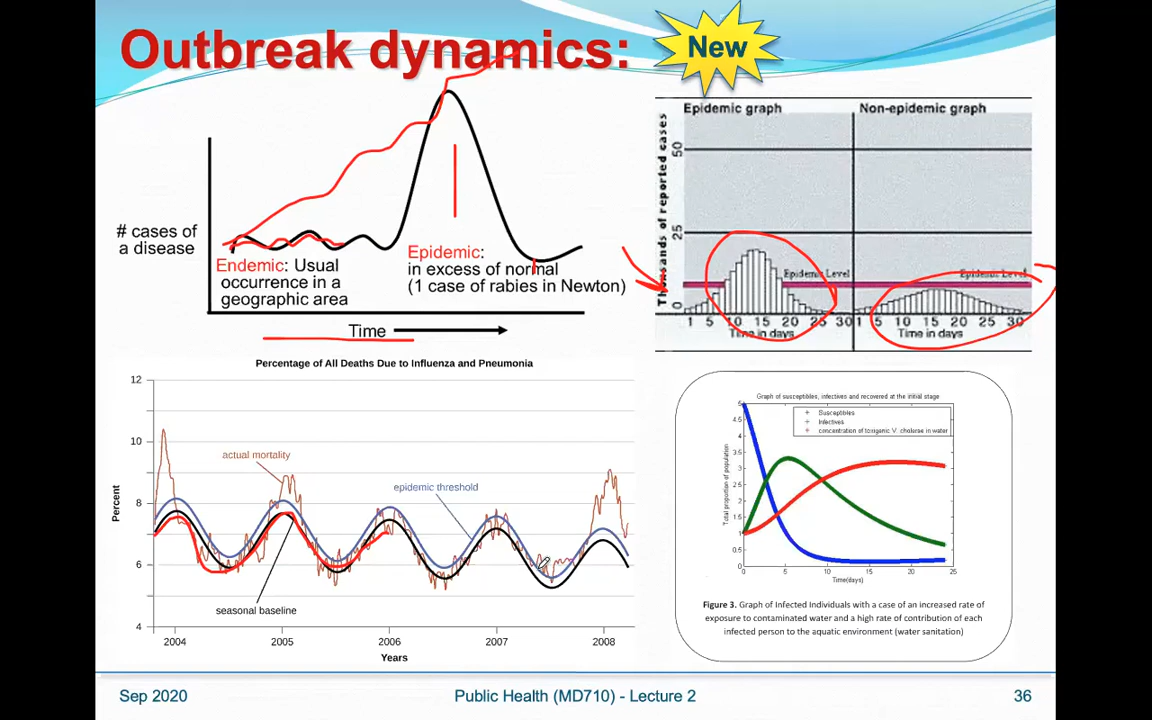 Outbreak dynamics:
New
# cases of
a disease
Endemic: Usual
occurrence in a
geographic area
Epidemic:
in excess of normal
(1 case of rabies in Newton)
Time
Epidemic graph
Non-epidemic graph
Thousands of reported cases
50
25
0
Epidemic Level
Epidemic Level
1 5 10 15 20 25 30
1 5 10 15 20 25 30
Time in days
Time in days
Percentage of All Deaths Due to Influenza and Pneumonia
12
10
8
6
4
Percent
actual mortality
epidemic threshold
seasonal baseline
2004 2005 2006 2007 2008
Years
Graph of susceptibles, infectives and recovered at the initial stage
Susceptibles
Infectives
concentration of toxigenic V. cholerae in water
5
4.5
4
3.5
3
2.5
2
1.5
1
0.5
0
Total proportion of population
0 5 10 15 20 25
Time(days)
Figure 3. Graph of Infected Individuals with a case of an increased rate of
exposure to contaminated water and a high rate of contribution of each
infected person to the aquatic environment (water sanitation)
Sep 2020
Public Health (MD710) - Lecture 2
36